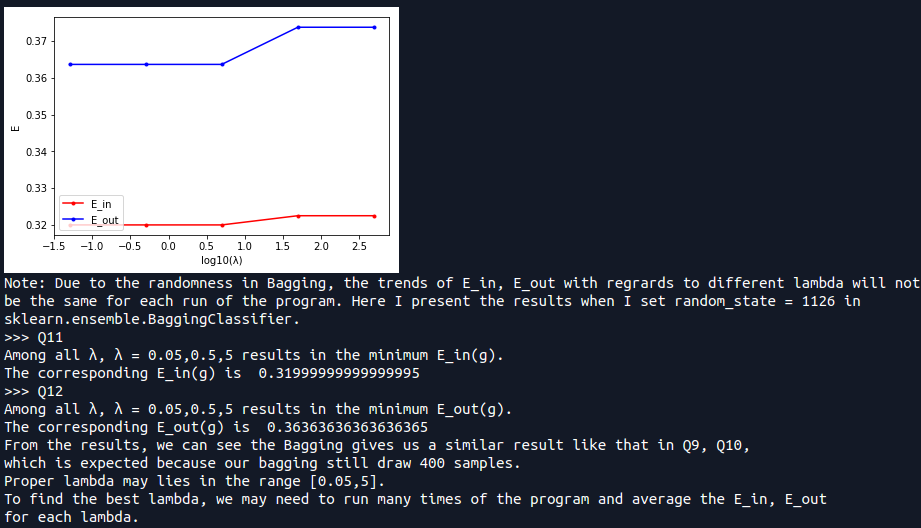 0.37
0.36
0.35
E
0.34
0.33
E_in
E_out
0.32
−1.5 −1.0 −0.5 0.0 0.5 1.0 1.5 2.0 2.5
log10(λ)
Note: Due to the randomness in Bagging, the trends of E_in, E_out with regrards to different lambda will not
be the same for each run of the program. Here I present the results when I set random_state = 1126 in
sklearn.ensemble.BaggingClassifier.
>>> Q11
Among all λ, λ = 0.05,0.5,5 results in the minimum E_in(g).
The corresponding E_in(g) is  0.31999999999999995
>>> Q12
Among all λ, λ = 0.05,0.5,5 results in the minimum E_out(g).
The corresponding E_out(g) is  0.36363636363636365
From the results, we can see the Bagging gives us a similar result like that in Q9, Q10,
which is expected because our bagging still draw 400 samples.
Proper lambda may lies in the range [0.05,5].
To find the best lambda, we may need to run many times of the program and average the E_in, E_out
for each lambda.